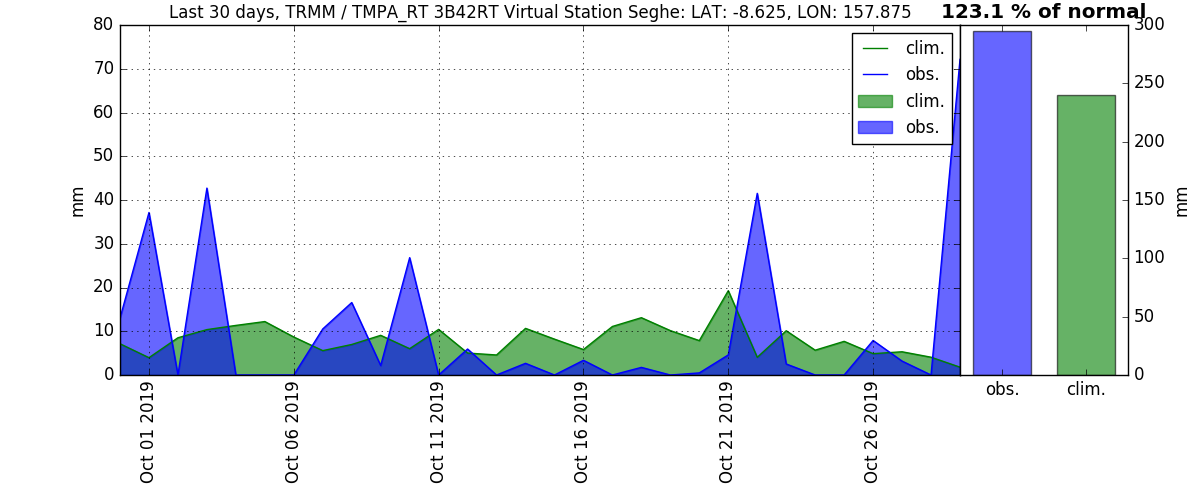 Last 30 days, TRMM / TMPA_RT 3B42RT Virtual Station Seghe: LAT: -8.625, LON: 157.875
123.1 % of normal
80
70
60
50
40
30
20
10
0
mm
clim.
obs.
clim.
obs.
Oct 01 2019
Oct 06 2019
Oct 11 2019
Oct 16 2019
Oct 21 2019
Oct 26 2019
300
250
200
150
100
50
0
mm
obs.
clim.